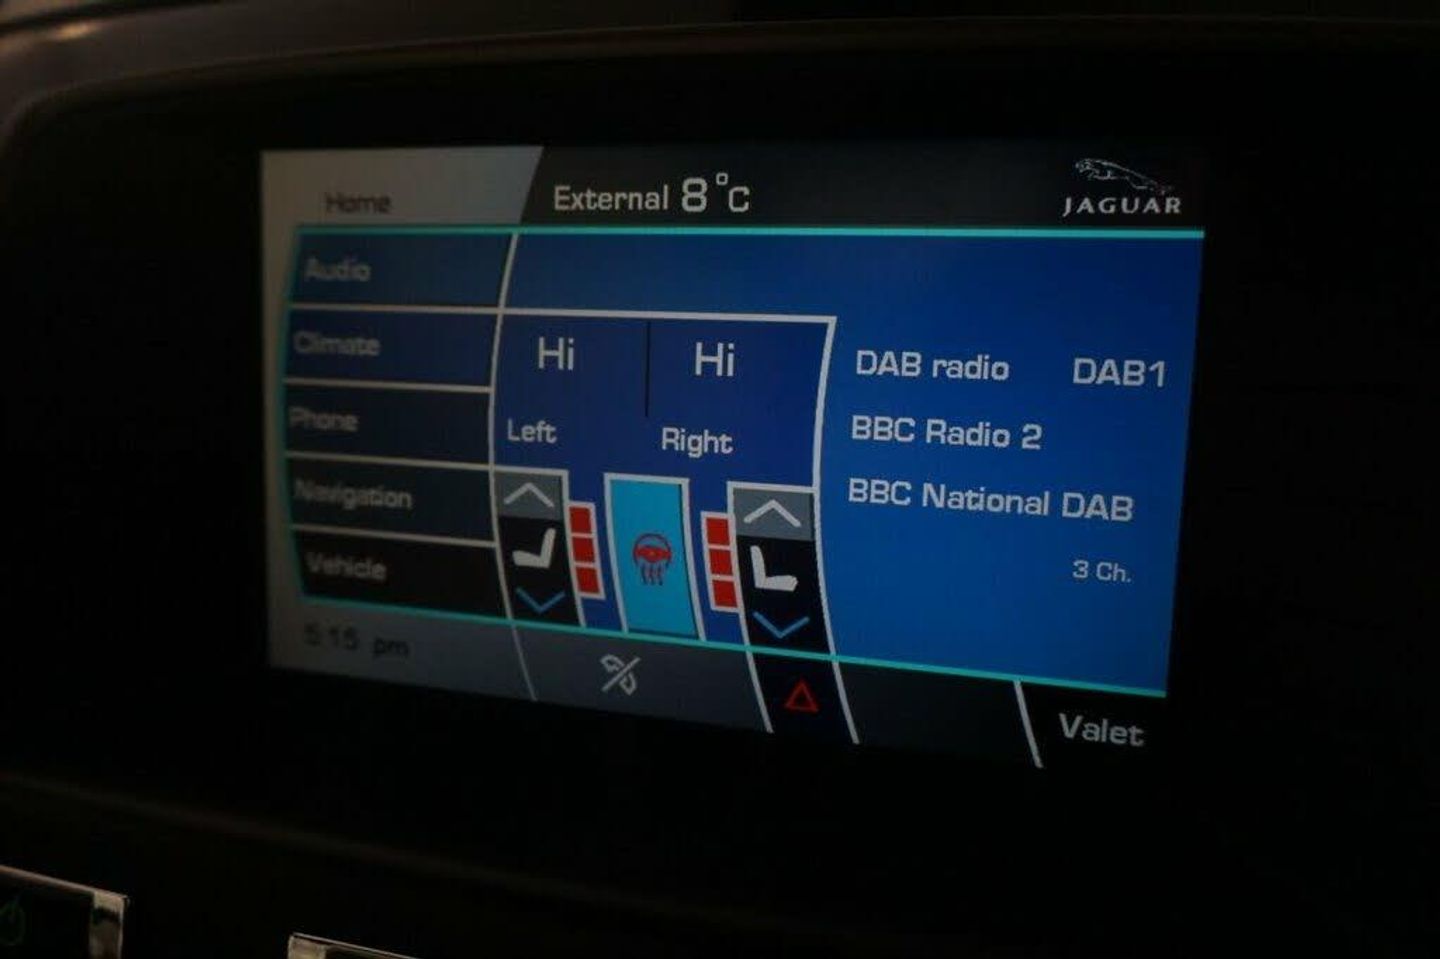 Home
External 8°C
JAGUAR
Audio
Climate
Phone
Navigation
Vehicle
Hi
Hi
Left
Right
DAB radio DAB1
BBC Radio 2
BBC National DAB
3 Ch.
5:15 pm
Valet